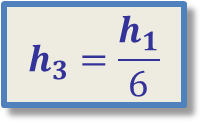 h₃ = h₁/6